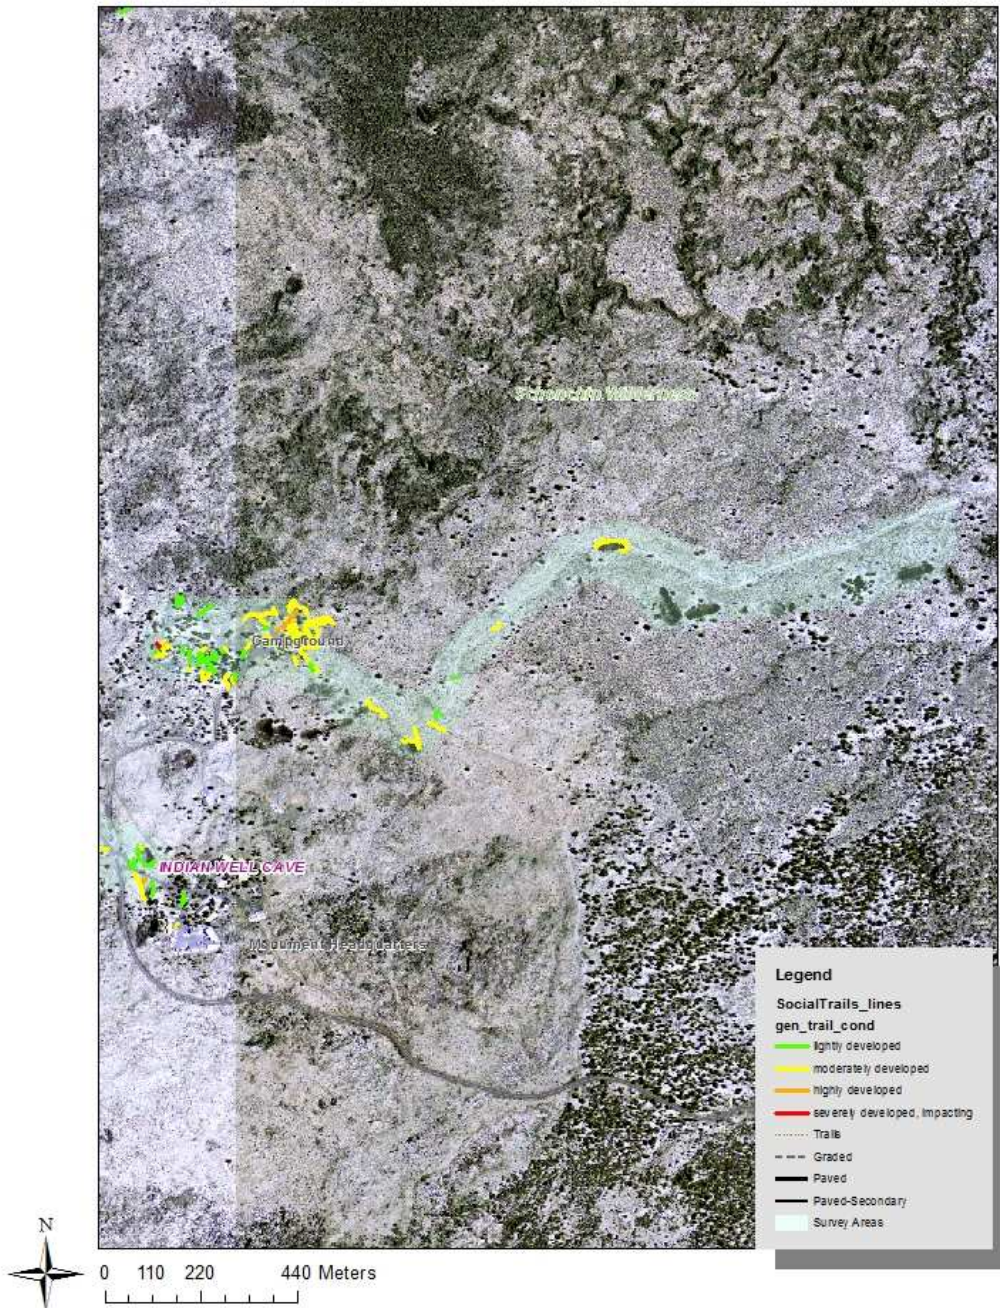 Schonchin Wilderness
Campground
INDIAN WELL CAVE
Monument Headquarters
Legend
SocialTrails_lines
gen_trail_cond
lightly developed
moderately developed
highly developed
severely developed, impacting
Trails
Graded
Paved
Paved-Secondary
Survey Areas
N
0 110 220 440 Meters